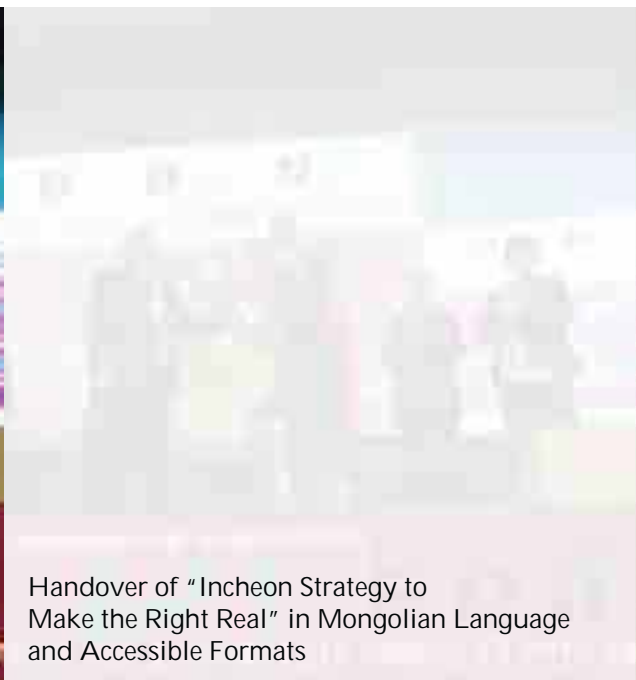 Handover of “Incheon Strategy to
Make the Right Real” in Mongolian Language
and Accessible Formats